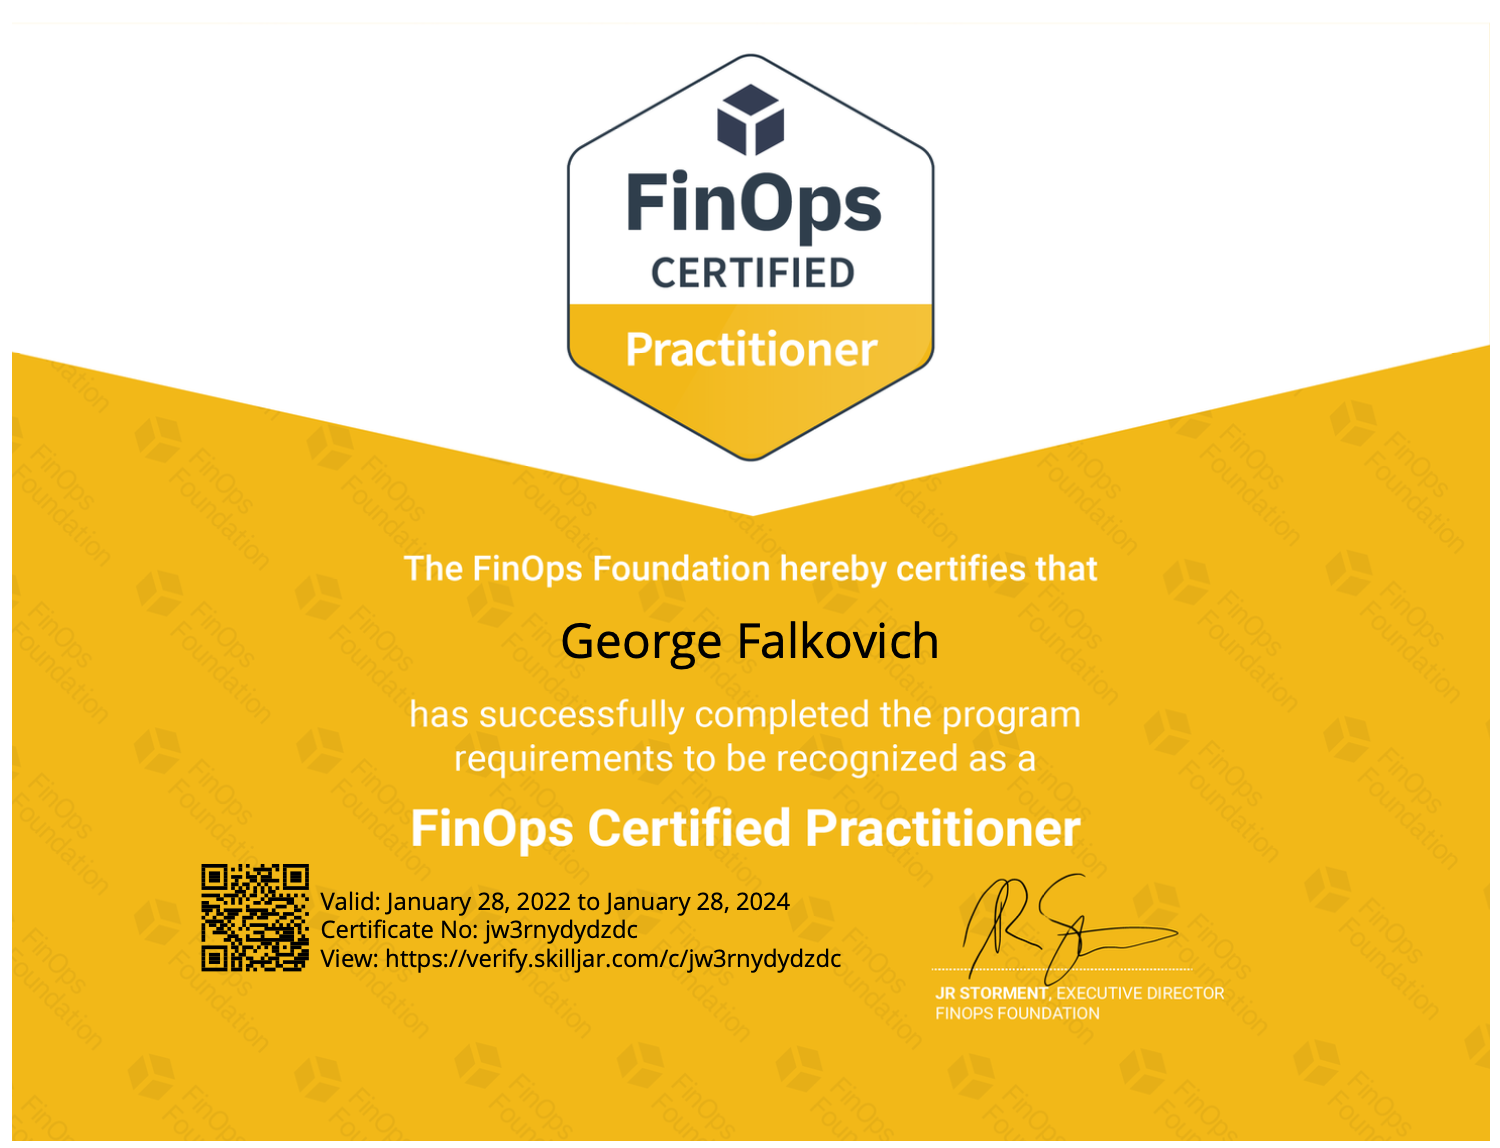 FinOps
CERTIFIED
Practitioner
The FinOps Foundation hereby certifies that
George Falkovich
has successfully completed the program
requirements to be recognized as a
FinOps Certified Practitioner
Valid: January 28, 2022 to January 28, 2024
Certificate No: jw3rnydydzdc
View: https://verify.skilljar.com/c/jw3rnydydzdc
JR STORMENT, EXECUTIVE DIRECTOR
FINOPS FOUNDATION